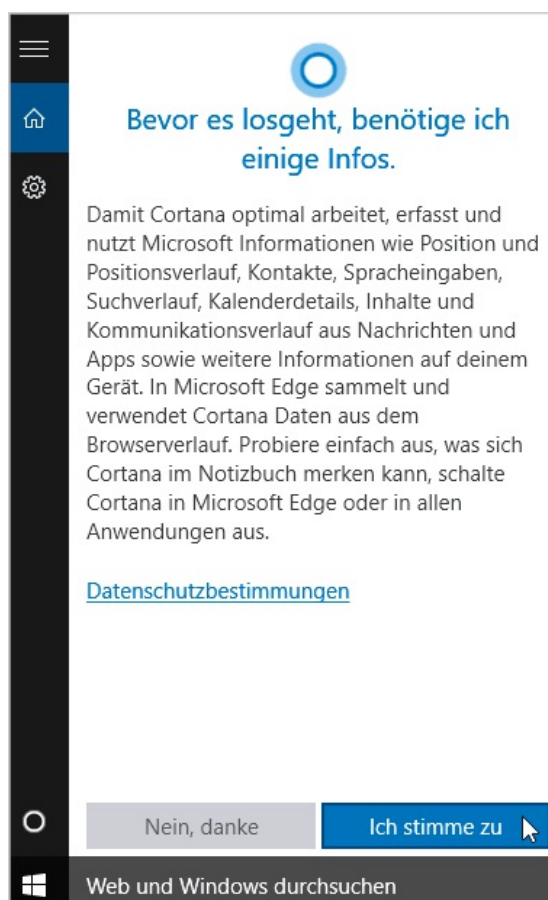 Bevor es losgeht, benötige ich
einige Infos.
Damit Cortana optimal arbeitet, erfasst und
nutzt Microsoft Informationen wie Position und
Positionsverlauf, Kontakte, Spracheingaben,
Suchverlauf, Kalenderdetails, Inhalte und
Kommunikationsverlauf aus Nachrichten und
Apps sowie weitere Informationen auf deinem
Gerät. In Microsoft Edge sammelt und
verwendet Cortana Daten aus dem
Browserverlauf. Probiere einfach aus, was sich
Cortana im Notizbuch merken kann, schalte
Cortana in Microsoft Edge oder in allen
Anwendungen aus.
Datenschutzbestimmungen
Nein, danke
Ich stimme zu
Web und Windows durchsuchen